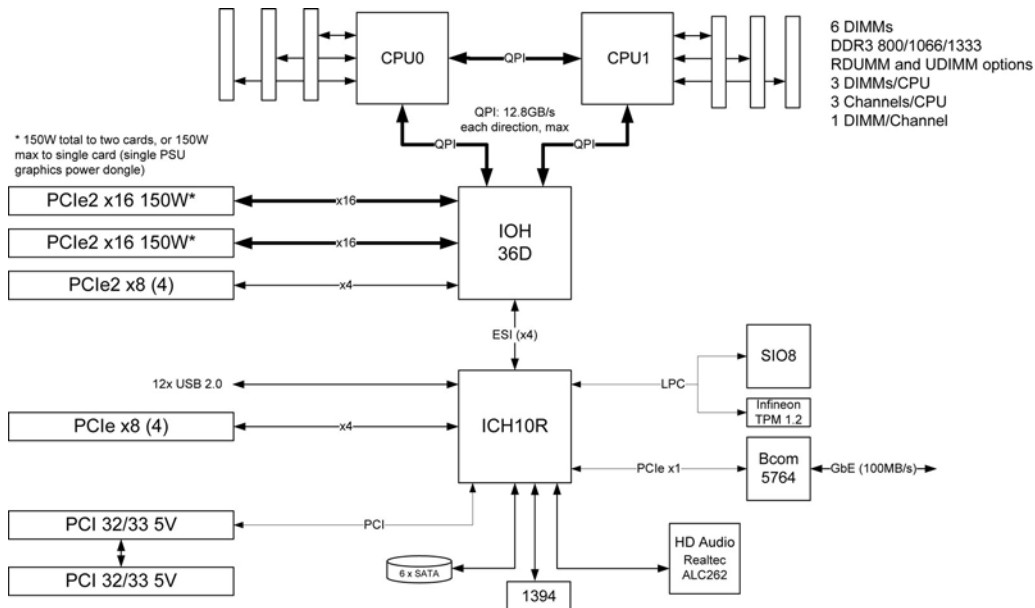 CPU0
QPI
CPU1
6 DIMMs
DDR3 800/1066/1333
RDUMM and UDIMM options
3 DIMMs/CPU
3 Channels/CPU
1 DIMM/Channel
QPI: 12.8GB/s
each direction, max
* 150W total to two cards, or 150W
max to single card (single PSU
graphics power dongle)
QPI
QPI
PCIe2 x16 150W*
x16
PCIe2 x16 150W*
x16
PCIe2 x8 (4)
x4
IOH
36D
ESI (x4)
12x USB 2.0
PCIe x8 (4)
x4
ICH10R
LPC
SIO8
Infineon
TPM 1.2
PCIe x1
Bcom
5764
GbE (100MB/s)
PCI 32/33 5V
PCI
PCI 32/33 5V
6 x SATA
1394
HD Audio
Realtec
ALC262